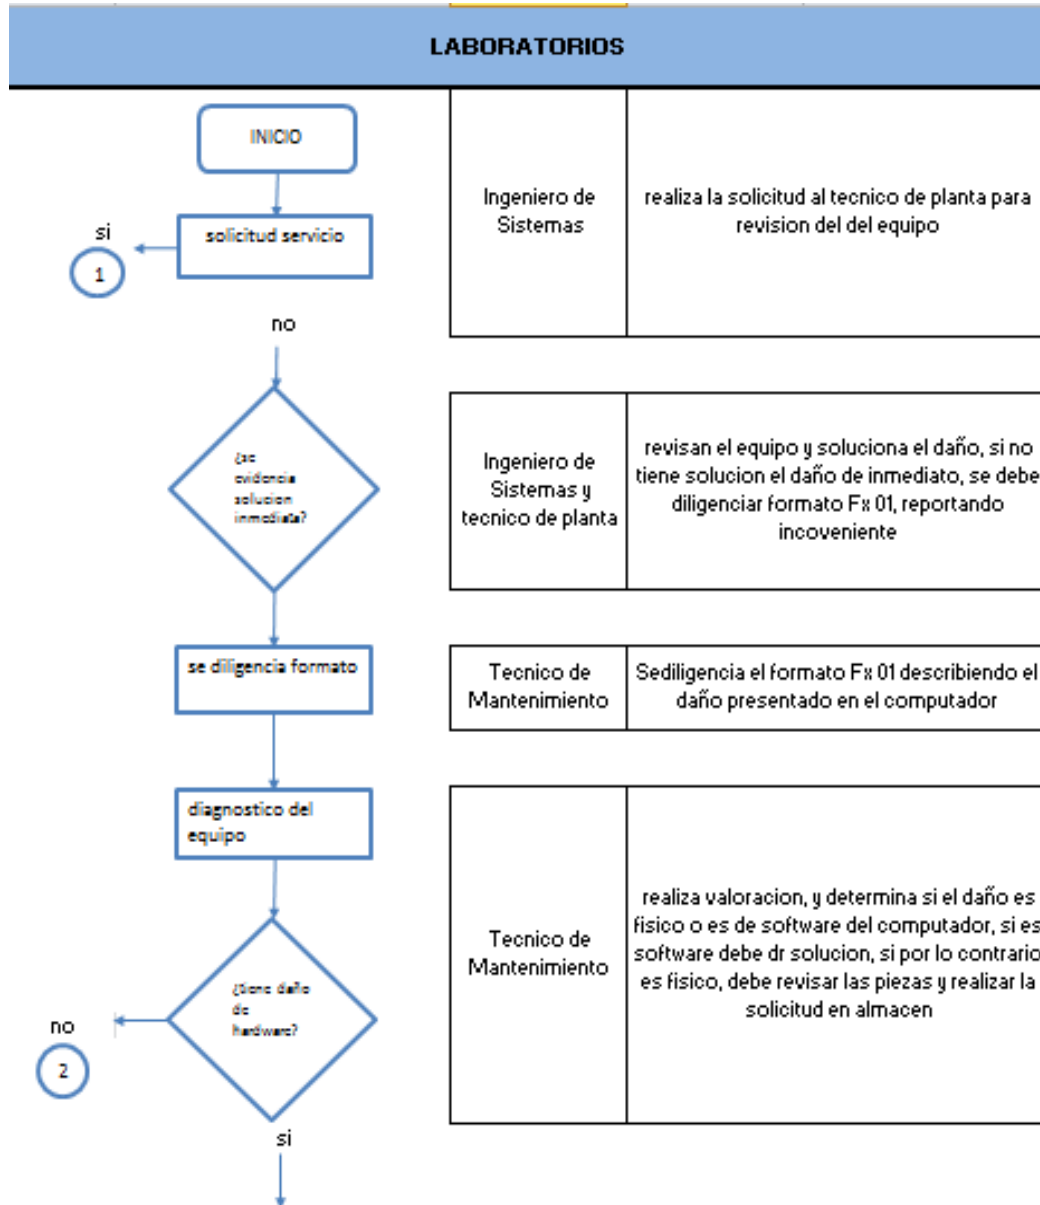 LABORATORIOS
INICIO
solicitud servicio
si
1
no
Ingeniero de
Sistemas
realiza la solicitud al tecnico de planta para
revision del del equipo
¿se
evidencia
solucion
inmediata?
Ingeniero de
Sistemas y
tecnico de planta
revisan el equipo y soluciona el daño, si no
tiene solucion el daño de inmediato, se debe
diligenciar formato Fx 01, reportando
incoveniente
se diligencia formato
Tecnico de
Mantenimiento
Sediligencia el formato Fx 01 describiendo el
daño presentado en el computador
diagnostico del
equipo
¿tiene daño
de
hardware?
no
2
si
Tecnico de
Mantenimiento
realiza valoracion, y determina si el daño es
fisico o es de software del computador, si es
software debe dr solucion, si por lo contrario
es fisico, debe revisar las piezas y realizar la
solicitud en almacen